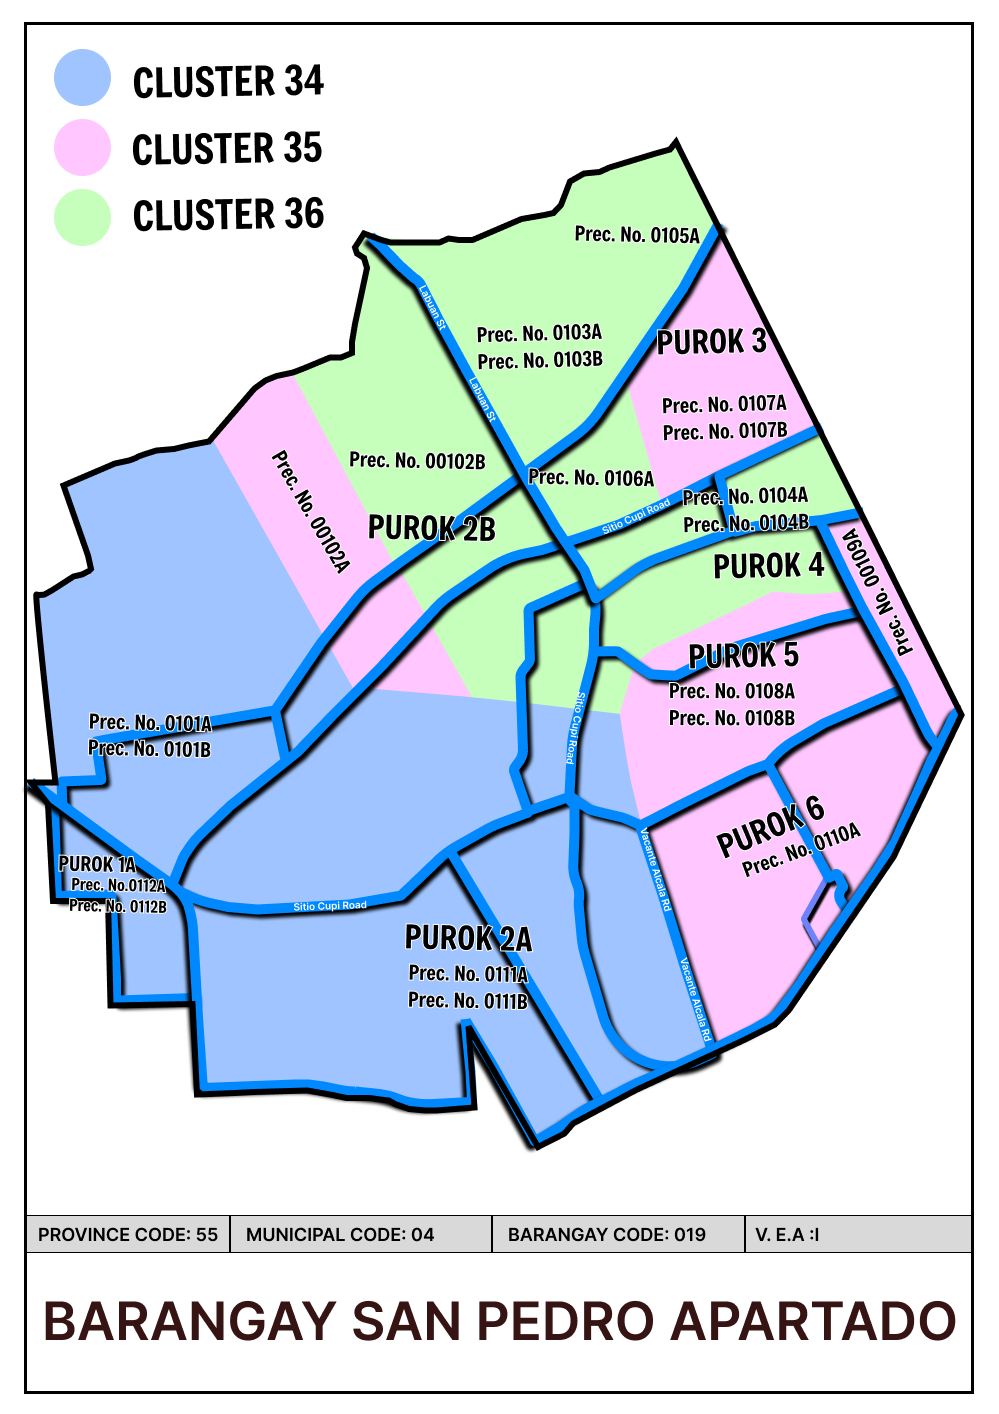 CLUSTER 34
CLUSTER 35
CLUSTER 36
Prec. No. 0105A
Labuan St
Prec. No. 0103A
Prec. No. 0103B
PUROK 3
Labuan St
Prec. No. 0107A
Prec. No. 0107B
Prec. No. 00102B
Prec. No. 00102A
Prec. No. 0106A
Sitio Cupi Road
Prec. No. 0104A
Prec. No. 0104B
PUROK 2B
PUROK 4
Prec. No. 00109A
PUROK 5
Prec. No. 0108A
Prec. No. 0108B
Sitio Cupi Road
Prec. No. 0101A
Prec. No. 0101B
PUROK 6
Prec. No. 0110A
PUROK 1A
Prec. No.0112A
Prec. No. 0112B
Vacante Alcala Rd
Sitio Cupi Road
PUROK 2A
Prec. No. 0111A
Prec. No. 0111B
Vacante Alcala Rd
PROVINCE CODE: 55
MUNICIPAL CODE: 04
BARANGAY CODE: 019
V. E.A :I
BARANGAY SAN PEDRO APARTADO